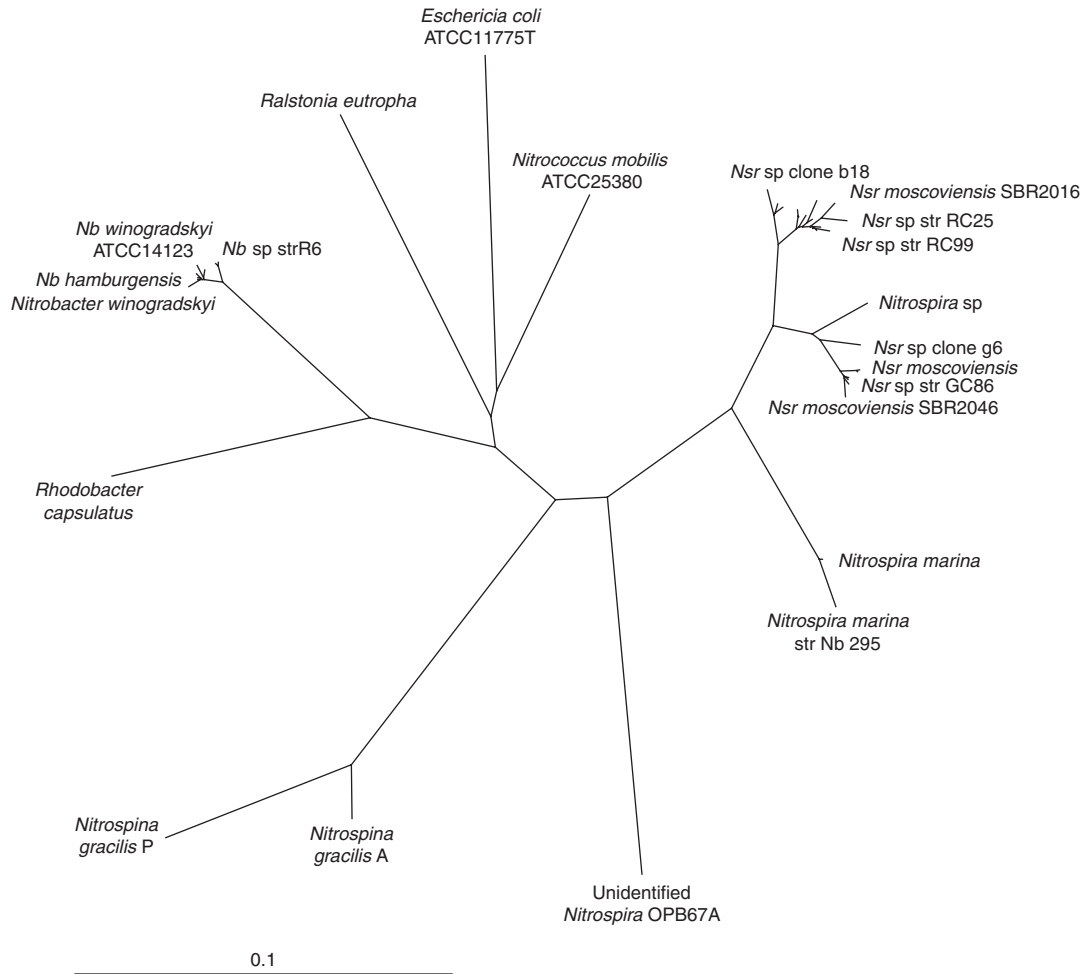 Eschericia coli
ATCC11775T
Ralstonia eutropha
Nitrococcus mobilis
ATCC25380
Nsr sp clone b18
Nsr moscoviensis SBR2016
Nsr sp str RC25
Nsr sp str RC99
Nb winogradskyi
ATCC14123
Nb sp strR6
Nb hamburgensis
Nitrobacter winogradskyi
Nitrospira sp
Nsr sp clone g6
Nsr moscoviensis
Nsr sp str GC86
Nsr moscoviensis SBR2046
Rhodobacter
capsulatus
Nitrospira marina
Nitrospira marina
str Nb 295
Nitrospina
gracilis P
Nitrospina
gracilis A
Unidentified
Nitrospira OPB67A
0.1